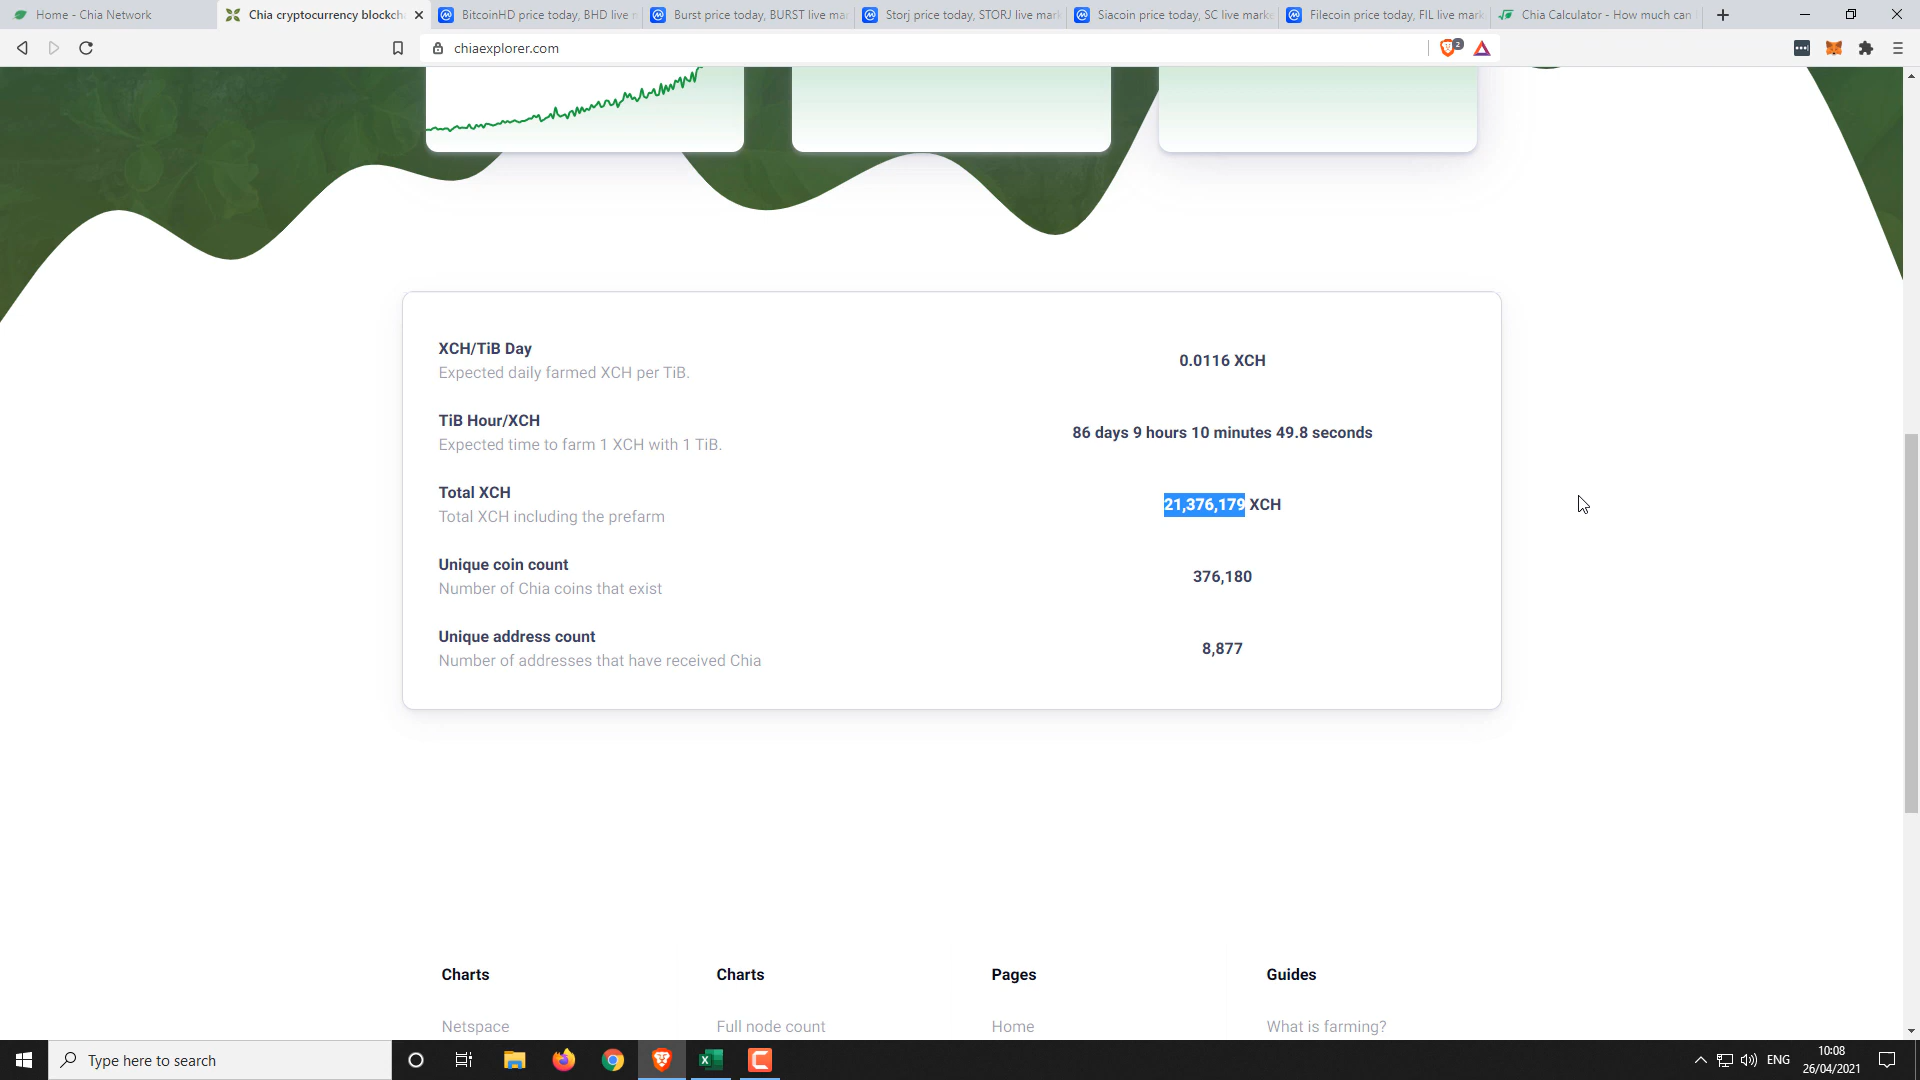 Home - Chia Network
Chia cryptocurrency blockch
BitcoinHD price today, BHD live
Burst price today, BURST live mar
Storj price today, STORJ live mark
Siacoin price today, SC live marke
Filecoin price today, FIL live mark
Chia Calculator - How much can
chiaexplorer.com
2
XCH/TiB Day
Expected daily farmed XCH per TiB.
0.0116 XCH
TiB Hour/XCH
Expected time to farm 1 XCH with 1 TiB.
86 days 9 hours 10 minutes 49.8 seconds
Total XCH
Total XCH including the prefarm
21,376,179 XCH
Unique coin count
Number of Chia coins that exist
376,180
Unique address count
Number of addresses that have received Chia
8,877
Charts
Charts
Pages
Guides
Netspace
Full node count
Home
What is farming?
Type here to search
ENG
10:08
26/04/2021